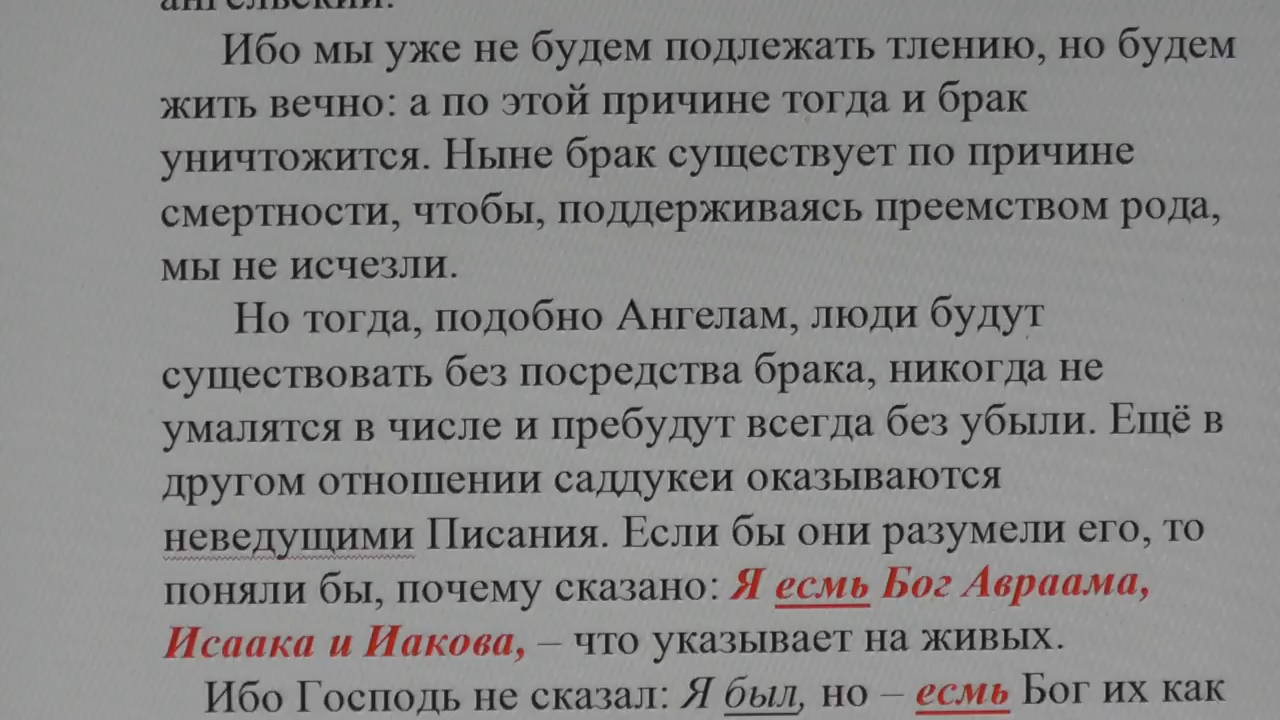 ангельский.
Ибо мы уже не будем подлежать тлению, но будем
жить вечно: а по этой причине тогда и брак
уничтожится. Ныне брак существует по причине
смертности, чтобы, поддерживаясь преемством рода,
мы не исчезли.
Но тогда, подобно Ангелам, люди будут
существовать без посредства брака, никогда не
умалятся в числе и пребудут всегда без убыли. Ещё в
другом отношении саддукеи оказываются
неведущими Писания. Если бы они разумели его, то
поняли бы, почему сказано: Я есмь Бог Авраама,
Исаака и Иакова, – что указывает на живых.
Ибо Господь не сказал: Я был, но – есмь Бог их как